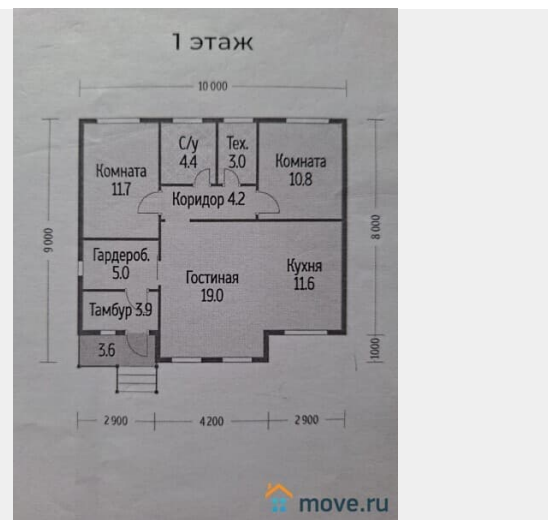 1 этаж
10 000
С/у
4.4
Тех.
3.0
Комната
11.7
Комната
10.8
Коридор 4.2
9 000
8 000
Гардероб.
5.0
Гостиная
19.0
Кухня
11.6
Тамбур 3.9
3.6
1000
2 900
4 200
2 900
move.ru